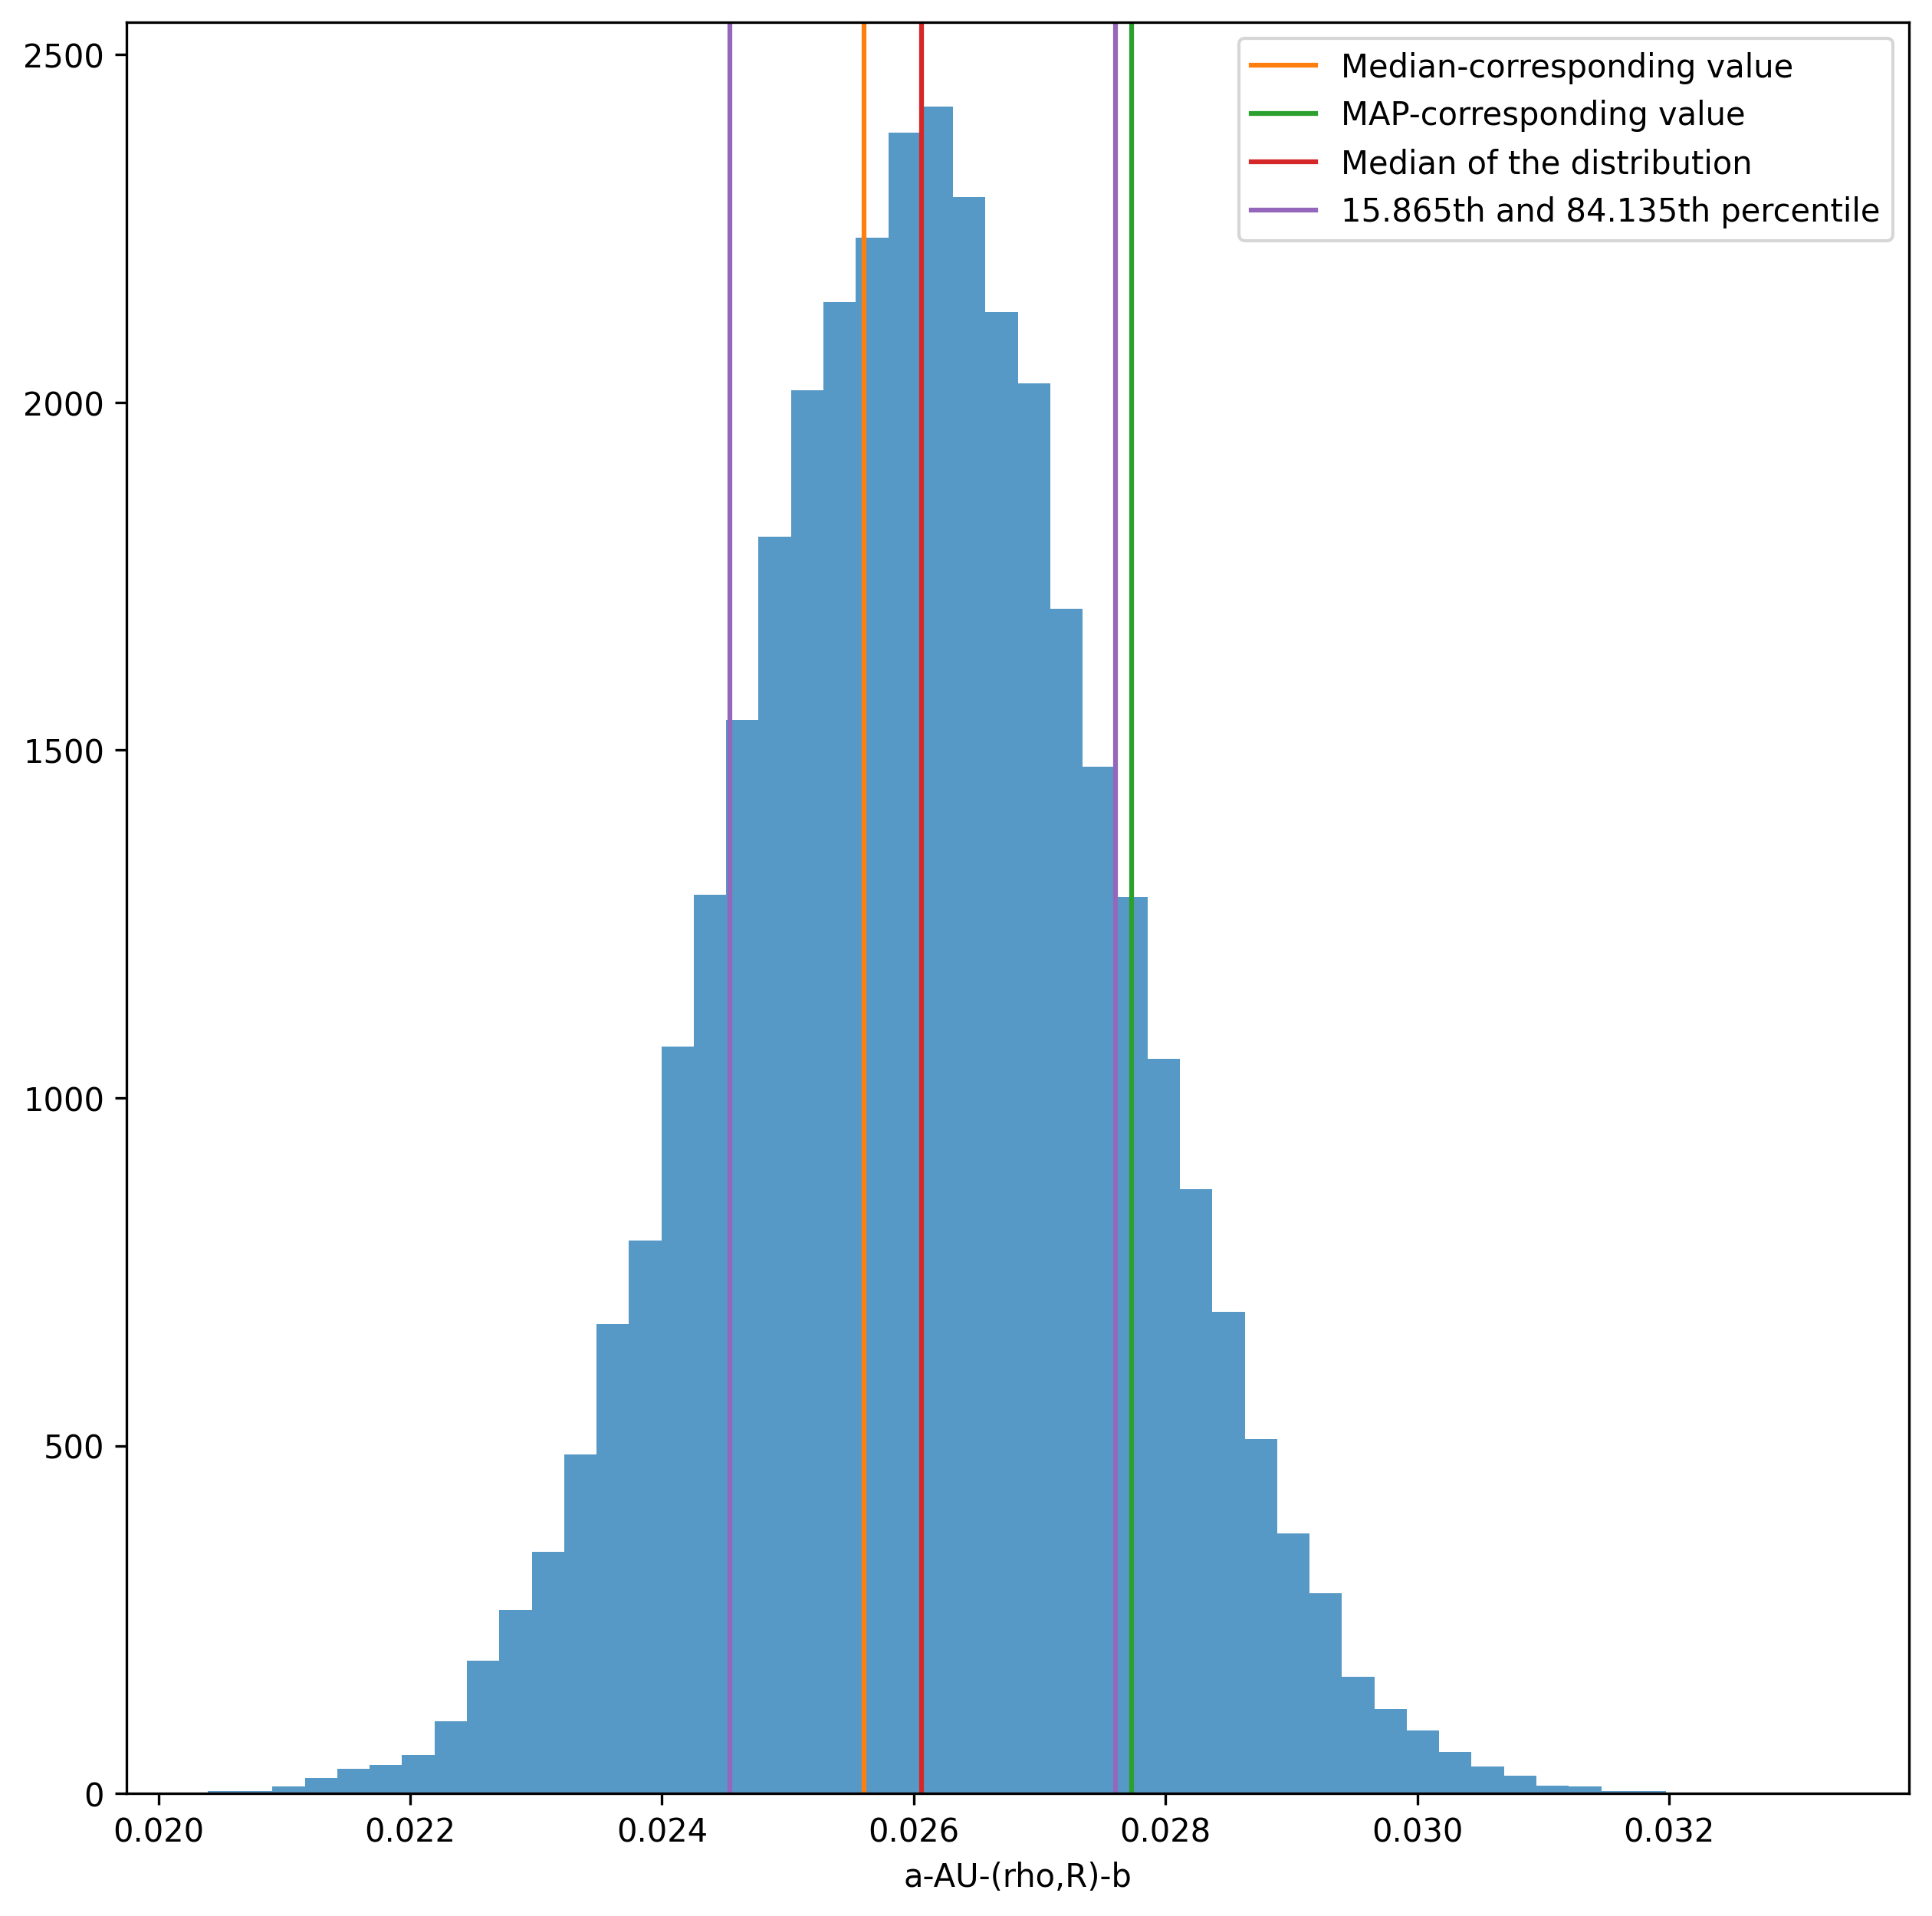 2500
2000
1500
1000
500
0
Median-corresponding value
MAP-corresponding value
Median of the distribution
15.865th and 84.135th percentile
0.020 0.022 0.024 0.026 0.028 0.030 0.032
a-AU-(rho,R)-b